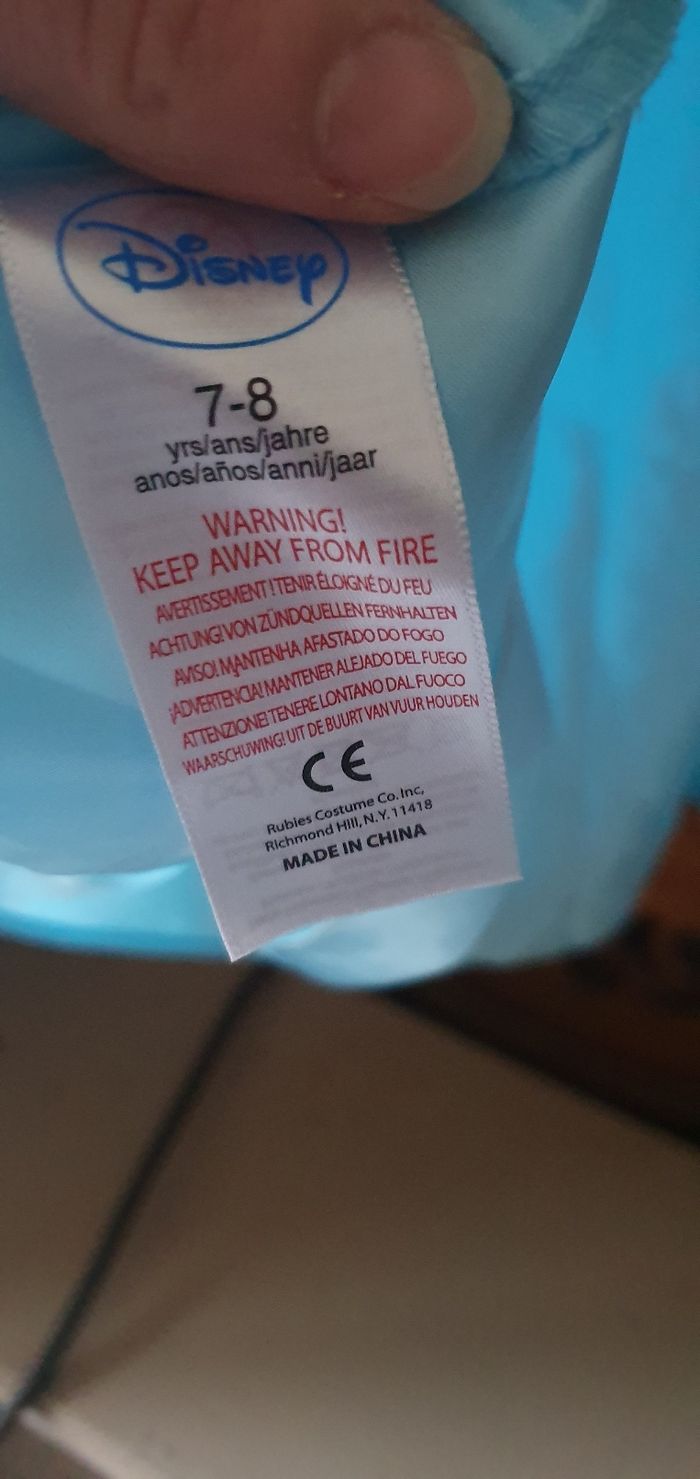 Disney
7-8
yrs/ans/jahre
anos/años/anni/jaar
WARNING!
KEEP AWAY FROM FIRE
AVERTISSEMENT ! TENIR ÉLOIGNÉ DU FEU
ACHTUNG! VON ZÜNDQUELLEN FERNHALTEN
AVISO! MANTENHA AFASTADO DO FOGO
¡ADVERTENCIA! MANTENER ALEJADO DEL FUEGO
ATTENZIONE! TENERE LONTANO DAL FUOCO
WAARSCHUWING! UIT DE BUURT VAN VUUR HOUDEN
CE
Rubies Costume Co. Inc,
Richmond Hill, N.Y. 11418
MADE IN CHINA